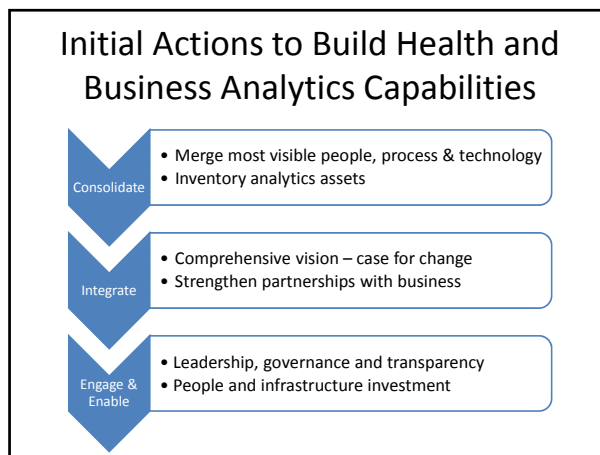 Initial Actions to Build Health and
Business Analytics Capabilities
Consolidate
• Merge most visible people, process & technology
• Inventory analytics assets
Integrate
• Comprehensive vision – case for change
• Strengthen partnerships with business
Engage &
Enable
• Leadership, governance and transparency
• People and infrastructure investment